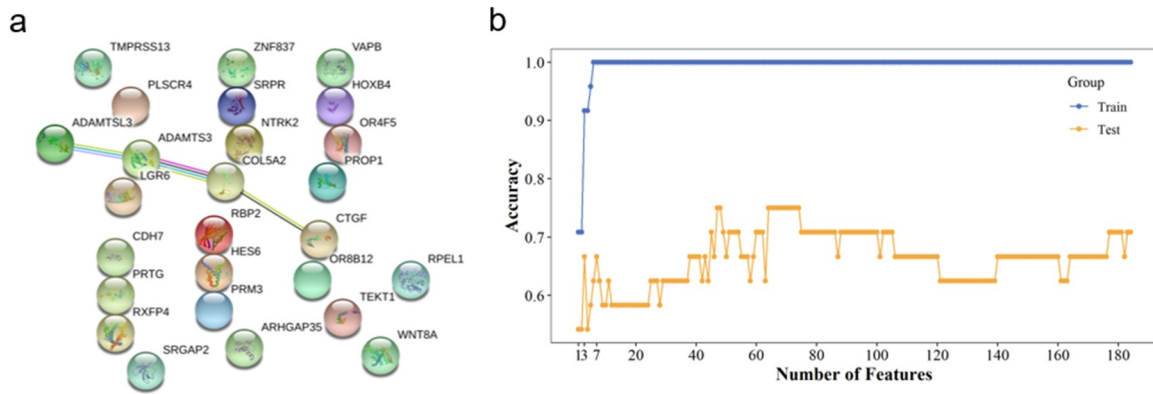 a
TMPRSS13
ZNF837
VAPB
PLSCR4
SRPR
HOXB4
ADAMTSL3
ADAMTS3
NTRK2
OR4F5
LGR6
COL5A2
PROP1
RBP2
CTGF
CDH7
HES6
OR8B12
RPEL1
PRTG
PRM3
TEKT1
RXFP4
ARHGAP35
WNT8A
SRGAP2
b
1.0
0.9
0.8
0.7
0.6
Accuracy
Group
Train
Test
1 3 7 20 40 60 80 100 120 140 160 180
Number of Features